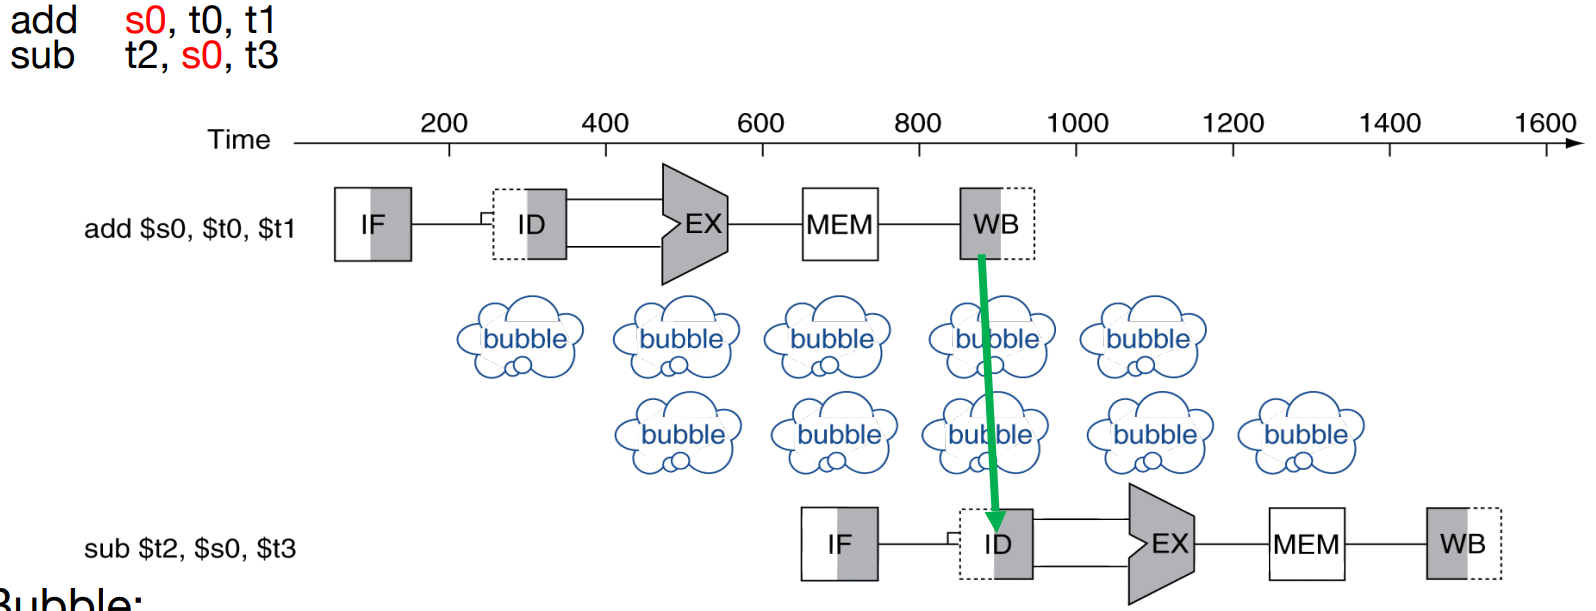 add s0, t0, t1
sub t2, s0, t3
200 400 600 800 1000 1200 1400 1600
Time
add $s0, $t0, $t1 IF ID EX MEM WB
bubble bubble bubble bubble bubble
bubble bubble bubble bubble bubble
sub $t2, $s0, $t3 IF ID EX MEM WB
Bubble: